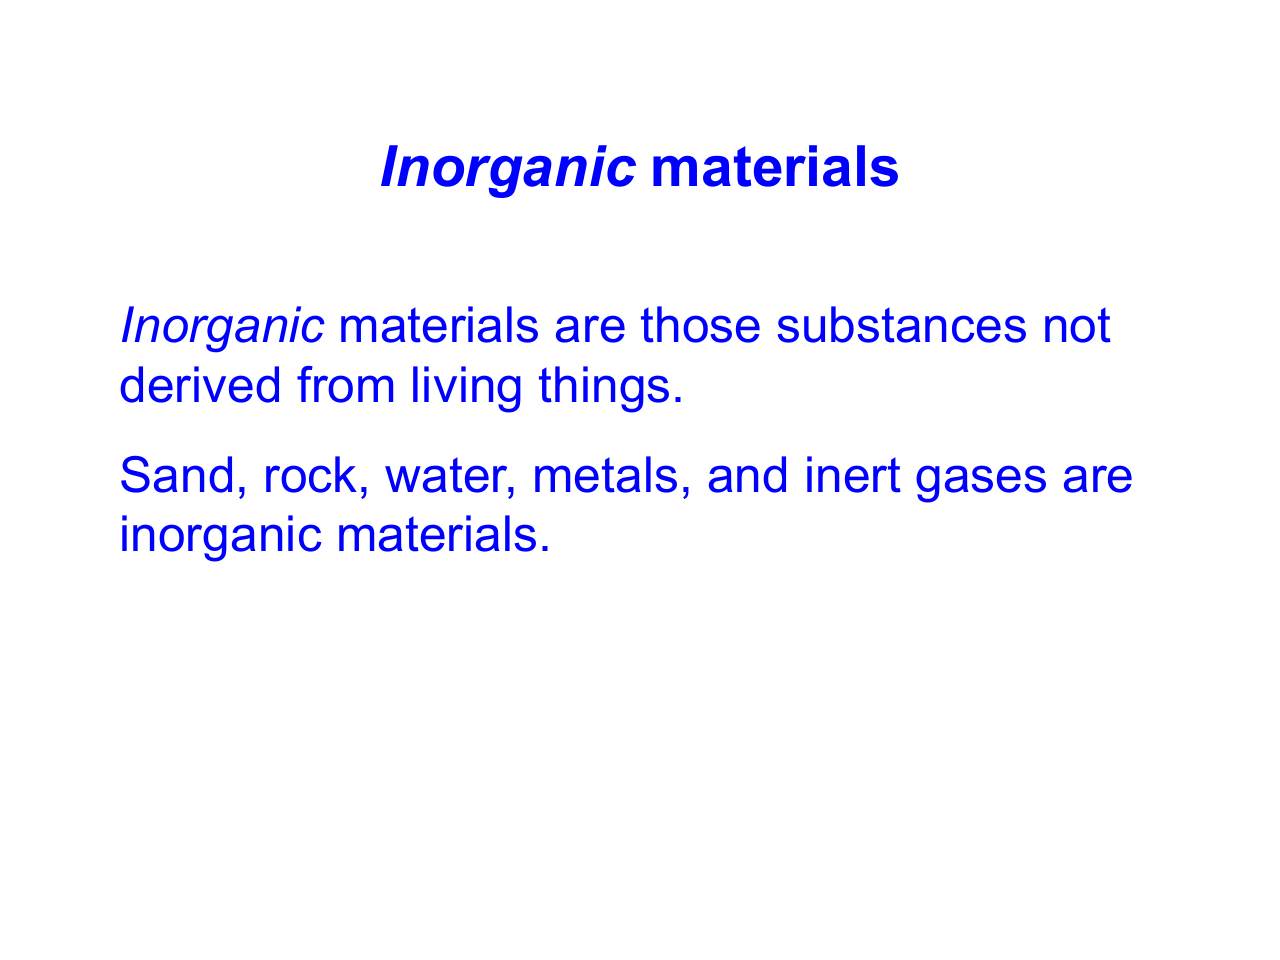 Inorganic materials
Inorganic materials are those substances not
derived from living things.
Sand, rock, water, metals, and inert gases are
inorganic materials.